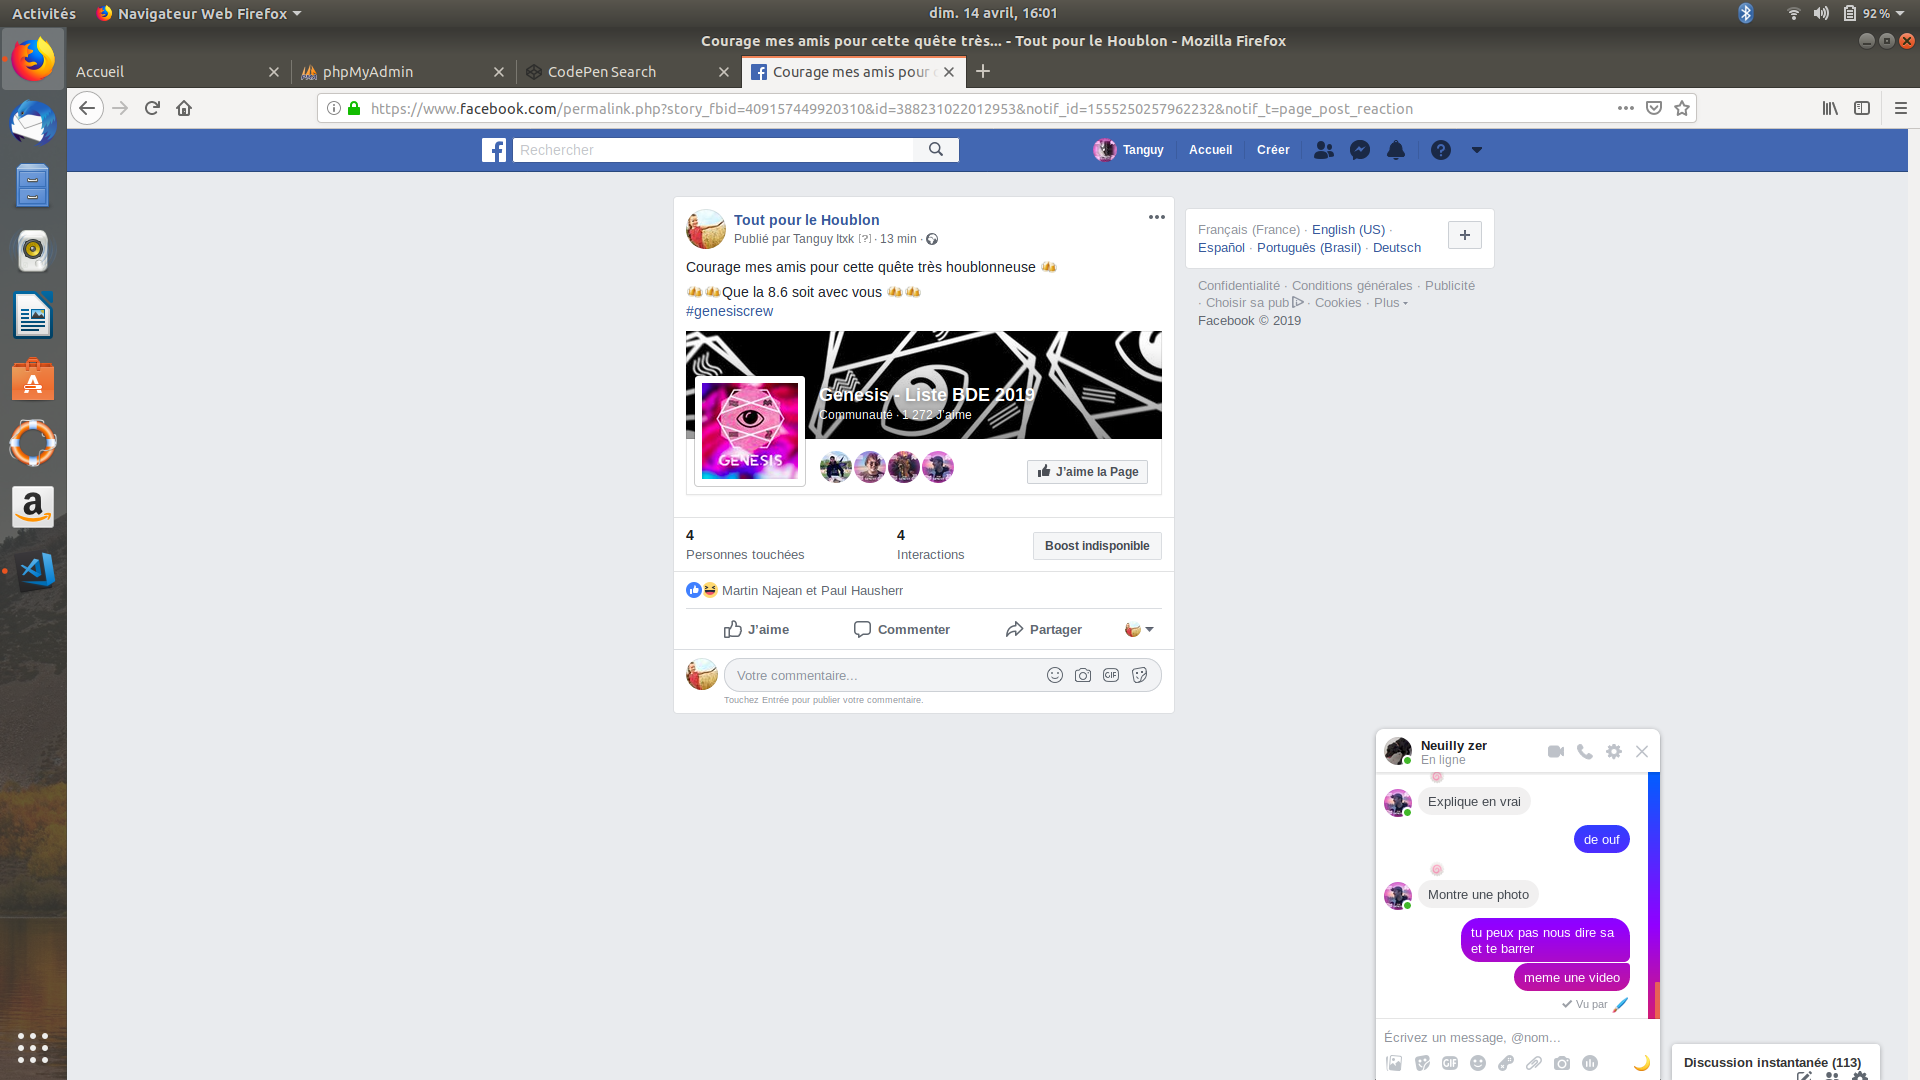 Activités
Navigateur Web Firefox
dim. 14 avril, 16:01
92 %
Courage mes amis pour cette quête très... - Tout pour le Houblon - Mozilla Firefox
Accueil
phpMyAdmin
CodePen Search
Courage mes amis pour c
https://www.facebook.com/permalink.php?story_fbid=409157449920310&id=388231022012953&notif_id=1555250257962232&notif_t=page_post_reaction
Rechercher
Tanguy
Accueil
Créer
Tout pour le Houblon
Publié par Tanguy Itxk [?] · 13 min ·
Courage mes amis pour cette quête très houblonneuse 🍻
🍻🍻Que la 8.6 soit avec vous 🍻🍻
#genesiscrew
Genesis - Liste BDE 2019
Communauté · 1 272 J’aime
GENESIS
J’aime la Page
4
Personnes touchées
4
Interactions
Boost indisponible
Martin Najean et Paul Hausherr
J’aime
Commenter
Partager
Votre commentaire...
GIF
Touchez Entrée pour publier votre commentaire.
Français (France) · English (US) ·
Español · Português (Brasil) · Deutsch
Confidentialité · Conditions générales · Publicité
· Choisir sa pub · Cookies · Plus
Facebook © 2019
Neuilly zer
En ligne
Explique en vrai
de ouf
Montre une photo
tu peux pas nous dire sa
et te barrer
meme une video
Vu par
Écrivez un message, @nom...
GIF
Discussion instantanée (113)